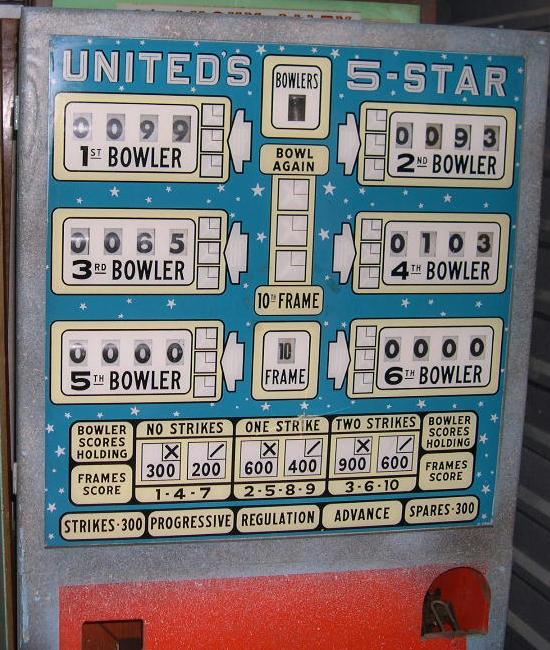 UNITED'S 5-STAR
BOWLERS
0099
1ST BOWLER
0093
2ND BOWLER
BOWL
AGAIN
0065
3RD BOWLER
0103
4TH BOWLER
10TH FRAME
0000
5TH BOWLER
10
FRAME
0000
6TH BOWLER
BOWLER
SCORES
HOLDING
NO STRIKES
ONE STRIKE
TWO STRIKES
BOWLER
SCORES
HOLDING
X 300
/ 200
X 600
/ 400
X 900
/ 600
FRAMES
SCORE
1-4-7
2-5-8-9
3-6-10
FRAMES
SCORE
STRIKES-300
PROGRESSIVE
REGULATION
ADVANCE
SPARES-300